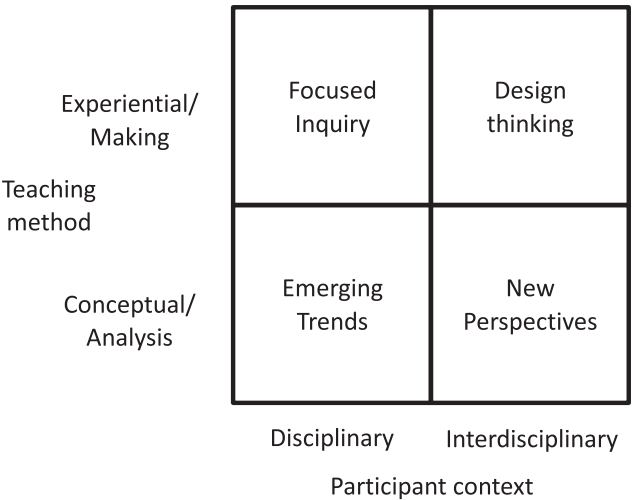 Experiential/
Making
Focused
Inquiry
Design
thinking
Teaching
method
Conceptual/
Analysis
Emerging
Trends
New
Perspectives
Disciplinary
Interdisciplinary
Participant context